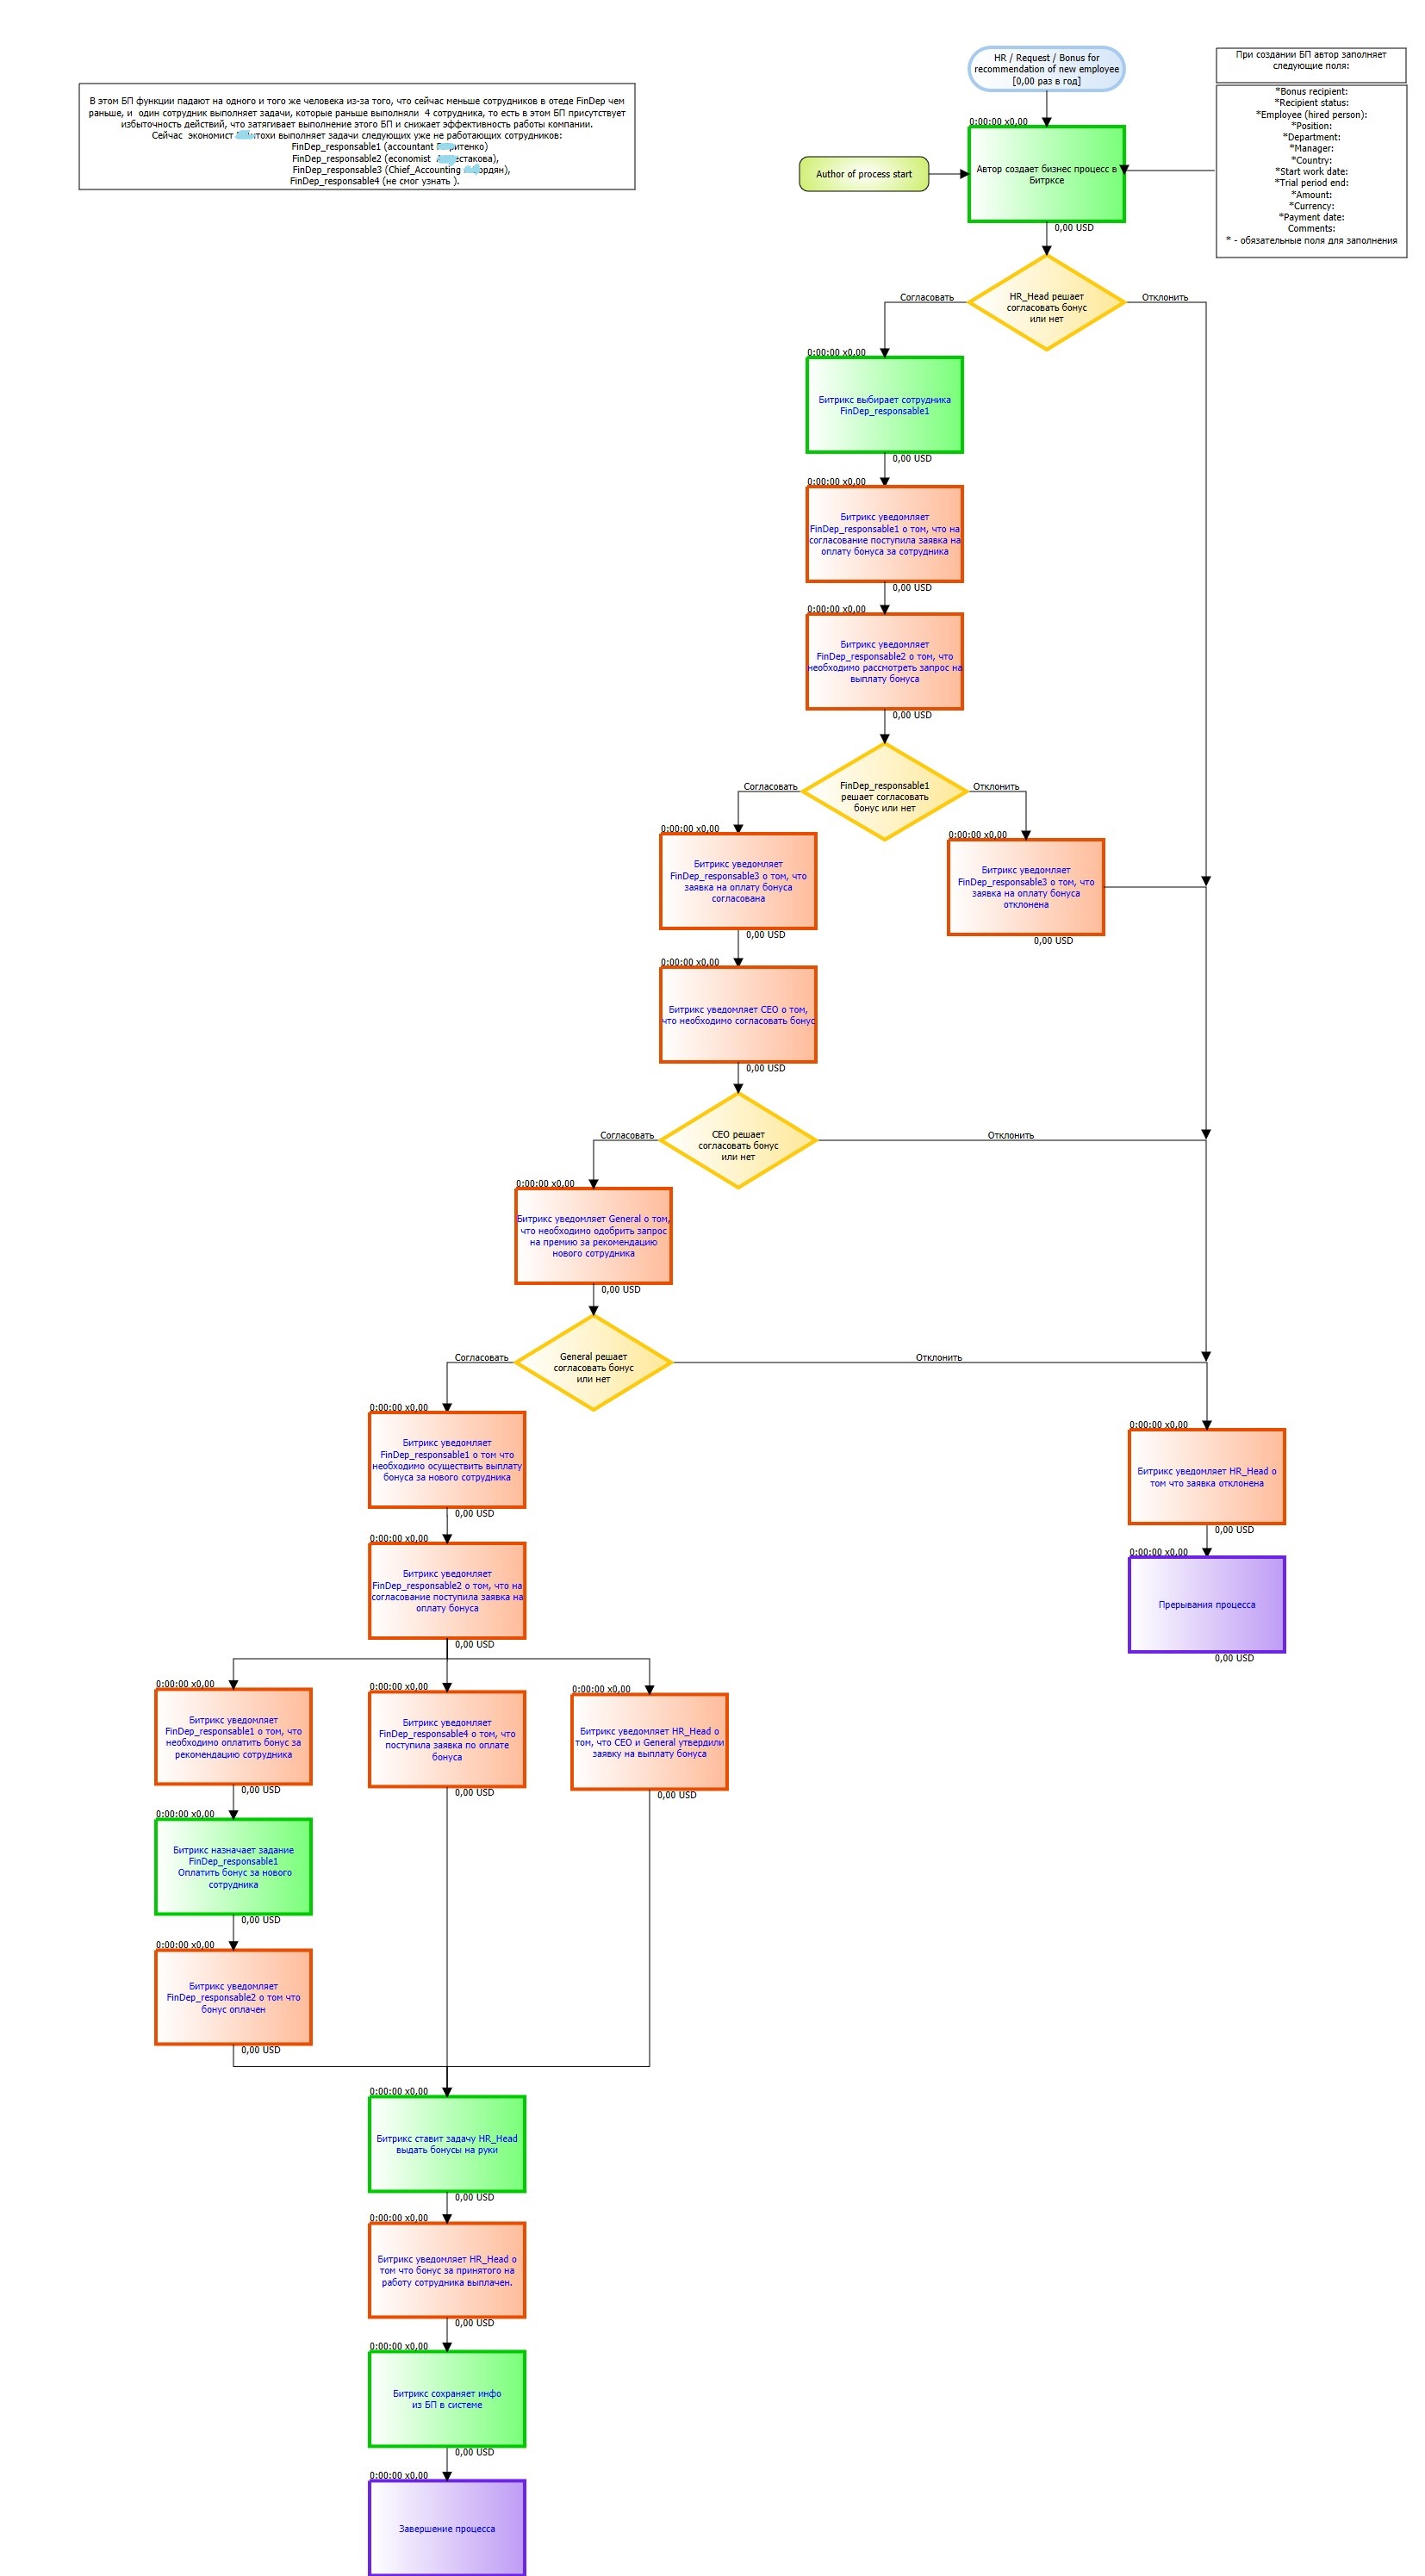 HR / Request / Bonus for
recommendation of new employee
[0,00 раз в год]
При создании БП автор заполняет
следующие поля:
*Bonus recipient:
*Recipient status:
*Employee (hired person):
*Position:
*Department:
*Manager:
*Country:
*Start work date:
*Trial period end:
*Amount:
*Currency:
*Payment date:
Comments:
* - обязательные поля для заполнения
В этом БП функции падают на одного и того же человека из-за того, что сейчас меньше сотрудников в отеде FinDep чем
раньше, и один сотрудник выполняет задачи, которые раньше выполняли 4 сотрудника, то есть в этом БП присутствует
избыточность действий, что затягивает выполнение этого БП и снижает эффективность работы компании.
Сейчас экономист выполняет задачи следующих уже не работающих сотрудников:
FinDep_responsable1 (accountant
FinDep_responsable2 (economist
FinDep_responsable3 (Chief_Accounting
FinDep_responsable4 (не смог узнать ).
0:00:00 x0,00
Author of process start
Автор создает бизнес процесс в
Битрксе
0,00 USD
HR_Head решает
согласовать бонус
или нет
Согласовать
Отклонить
0:00:00 x0,00
Битрикс выбирает сотрудника
FinDep_responsable1
0,00 USD
0:00:00 x0,00
Битрикс уведомляет
FinDep_responsable1 о том, что на
согласование поступила заявка на
оплату бонуса за сотрудника
0,00 USD
0:00:00 x0,00
Битрикс уведомляет
FinDep_responsable2 о том, что
необходимо рассмотреть запрос на
выплату бонуса
0,00 USD
FinDep_responsable1
решает согласовать
бонус или нет
Согласовать
Отклонить
0:00:00 x0,00
Битрикс уведомляет
FinDep_responsable3 о том, что
заявка на оплату бонуса
согласована
0,00 USD
0:00:00 x0,00
Битрикс уведомляет
FinDep_responsable3 о том, что
заявка на оплату бонуса
отклонена
0,00 USD
0:00:00 x0,00
Битрикс уведомляет CEO о том,
что необходимо согласовать бонус
0,00 USD
CEO решает
согласовать бонус
или нет
Согласовать
Отклонить
0:00:00 x0,00
Битрикс уведомляет General о том,
что необходимо одобрить запрос
на премию за рекомендацию
нового сотрудника
0,00 USD
General решает
согласовать бонус
или нет
Согласовать
Отклонить
0:00:00 x0,00
Битрикс уведомляет
FinDep_responsable1 о том что
необходимо осуществить выплату
бонуса за нового сотрудника
0,00 USD
0:00:00 x0,00
Битрикс уведомляет HR_Head о
том что заявка отклонена
0,00 USD
0:00:00 x0,00
Битрикс уведомляет
FinDep_responsable2 о том, что на
согласование поступила заявка на
оплату бонуса
0,00 USD
0:00:00 x0,00
Прерывания процесса
0,00 USD
0:00:00 x0,00
Битрикс уведомляет
FinDep_responsable1 о том, что
необходимо оплатить бонус за
рекомендацию сотрудника
0,00 USD
0:00:00 x0,00
Битрикс уведомляет
FinDep_responsable4 о том, что
поступила заявка по оплате
бонуса
0,00 USD
0:00:00 x0,00
Битрикс уведомляет HR_Head о
том, что CEO и General утвердили
заявку на выплату бонуса
0,00 USD
0:00:00 x0,00
Битрикс назначает задание
FinDep_responsable1
Оплатить бонус за нового
сотрудника
0,00 USD
0:00:00 x0,00
Битрикс уведомляет
FinDep_responsable2 о том что
бонус оплачен
0,00 USD
0:00:00 x0,00
Битрикс ставит задачу HR_Head
выдать бонусы на руки
0,00 USD
0:00:00 x0,00
Битрикс уведомляет HR_Head о
том что бонус за принятого на
работу сотрудника выплачен.
0,00 USD
0:00:00 x0,00
Битрикс сохраняет инфо
из БП в системе
0,00 USD
0:00:00 x0,00
Завершение процесса